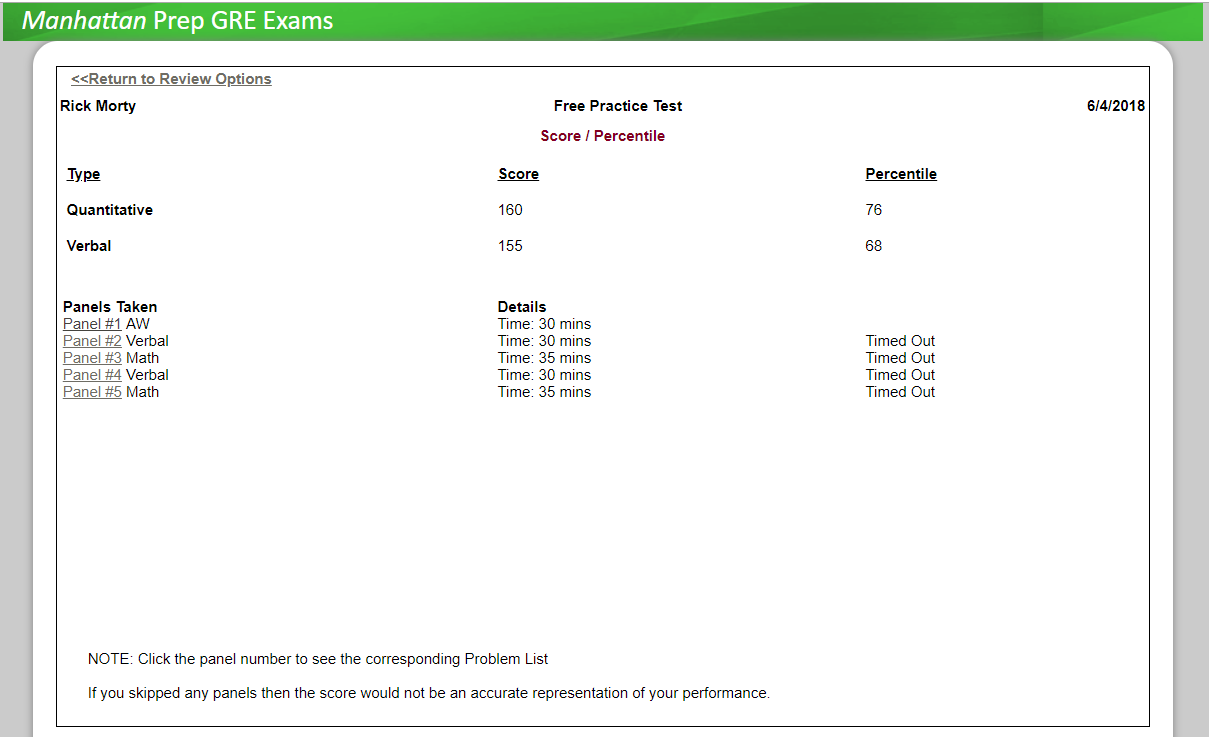 Manhattan Prep GRE Exams
<<Return to Review Options
Rick Morty Free Practice Test 6/4/2018
Score / Percentile
Type Score Percentile
Quantitative 160 76
Verbal 155 68
Panels Taken Details
Panel #1 AW Time: 30 mins
Panel #2 Verbal Time: 30 mins Timed Out
Panel #3 Math Time: 35 mins Timed Out
Panel #4 Verbal Time: 30 mins Timed Out
Panel #5 Math Time: 35 mins Timed Out
NOTE: Click the panel number to see the corresponding Problem List
If you skipped any panels then the score would not be an accurate representation of your performance.